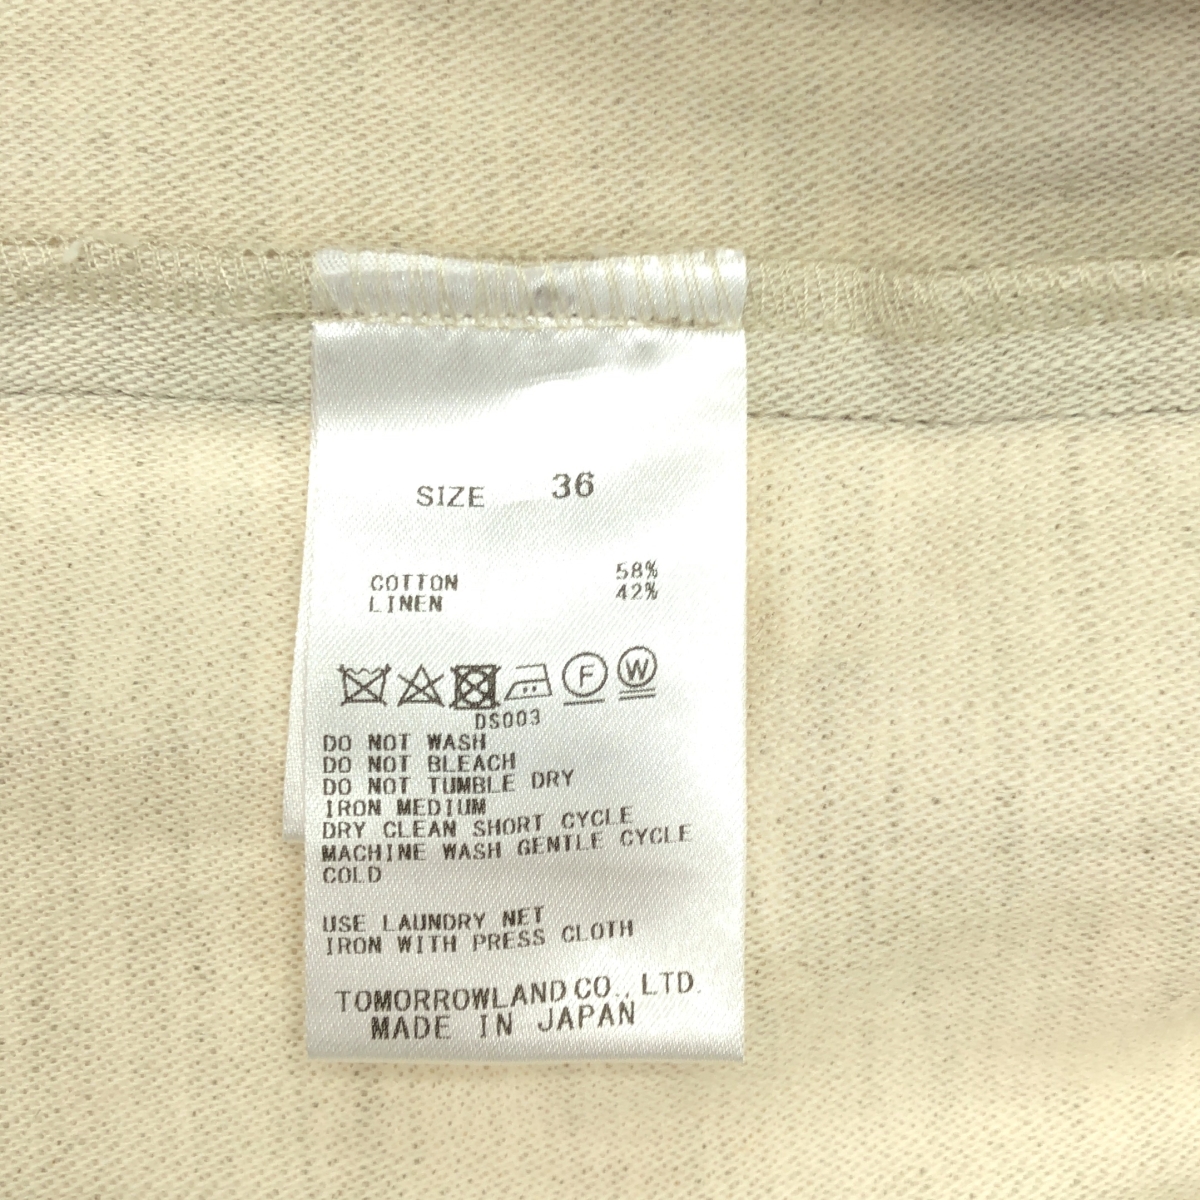 SIZE 36
COTTON 58%
LINEN 42%
F W
DS003
DO NOT WASH
DO NOT BLEACH
DO NOT TUMBLE DRY
IRON MEDIUM
DRY CLEAN SHORT CYCLE
MACHINE WASH GENTLE CYCLE
COLD
USE LAUNDRY NET
IRON WITH PRESS CLOTH
TOMORROWLAND CO., LTD.
MADE IN JAPAN